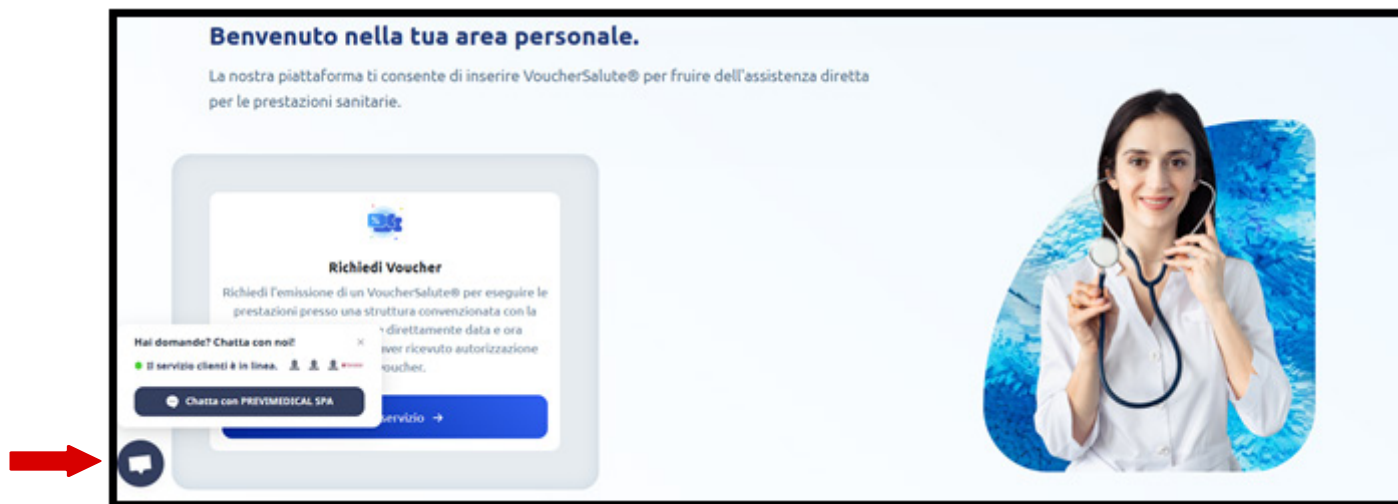 Benvenuto nella tua area personale.
La nostra piattaforma ti consente di inserire VoucherSalute® per fruire dell'assistenza diretta
per le prestazioni sanitarie.
Richiedi Voucher
Richiedi l'emissione di un VoucherSalute® per eseguire le
prestazioni presso una struttura convenzionata con la
direttamente data e ora
aver ricevuto autorizzazione
voucher.
servizio →
Hai domande? Chatta con noi! ×
Il servizio clienti è in linea.
Chatta con PREVIMEDICAL SPA